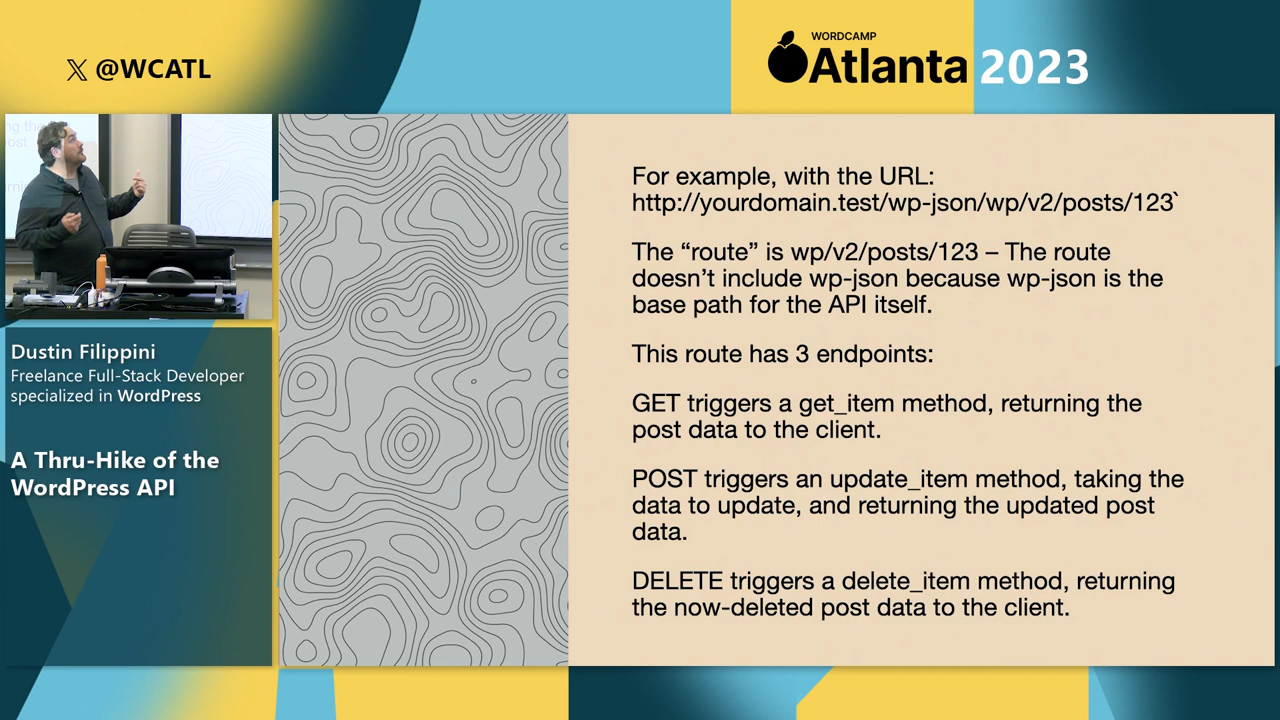 𝕏 @WCATL
WORDCAMP
Atlanta 2023
Dustin Filippini
Freelance Full-Stack Developer
specialized in WordPress
A Thru-Hike of the
WordPress API
For example, with the URL:
http://yourdomain.test/wp-json/wp/v2/posts/123`
The “route” is wp/v2/posts/123 – The route
doesn’t include wp-json because wp-json is the
base path for the API itself.
This route has 3 endpoints:
GET triggers a get_item method, returning the
post data to the client.
POST triggers an update_item method, taking the
data to update, and returning the updated post
data.
DELETE triggers a delete_item method, returning
the now-deleted post data to the client.